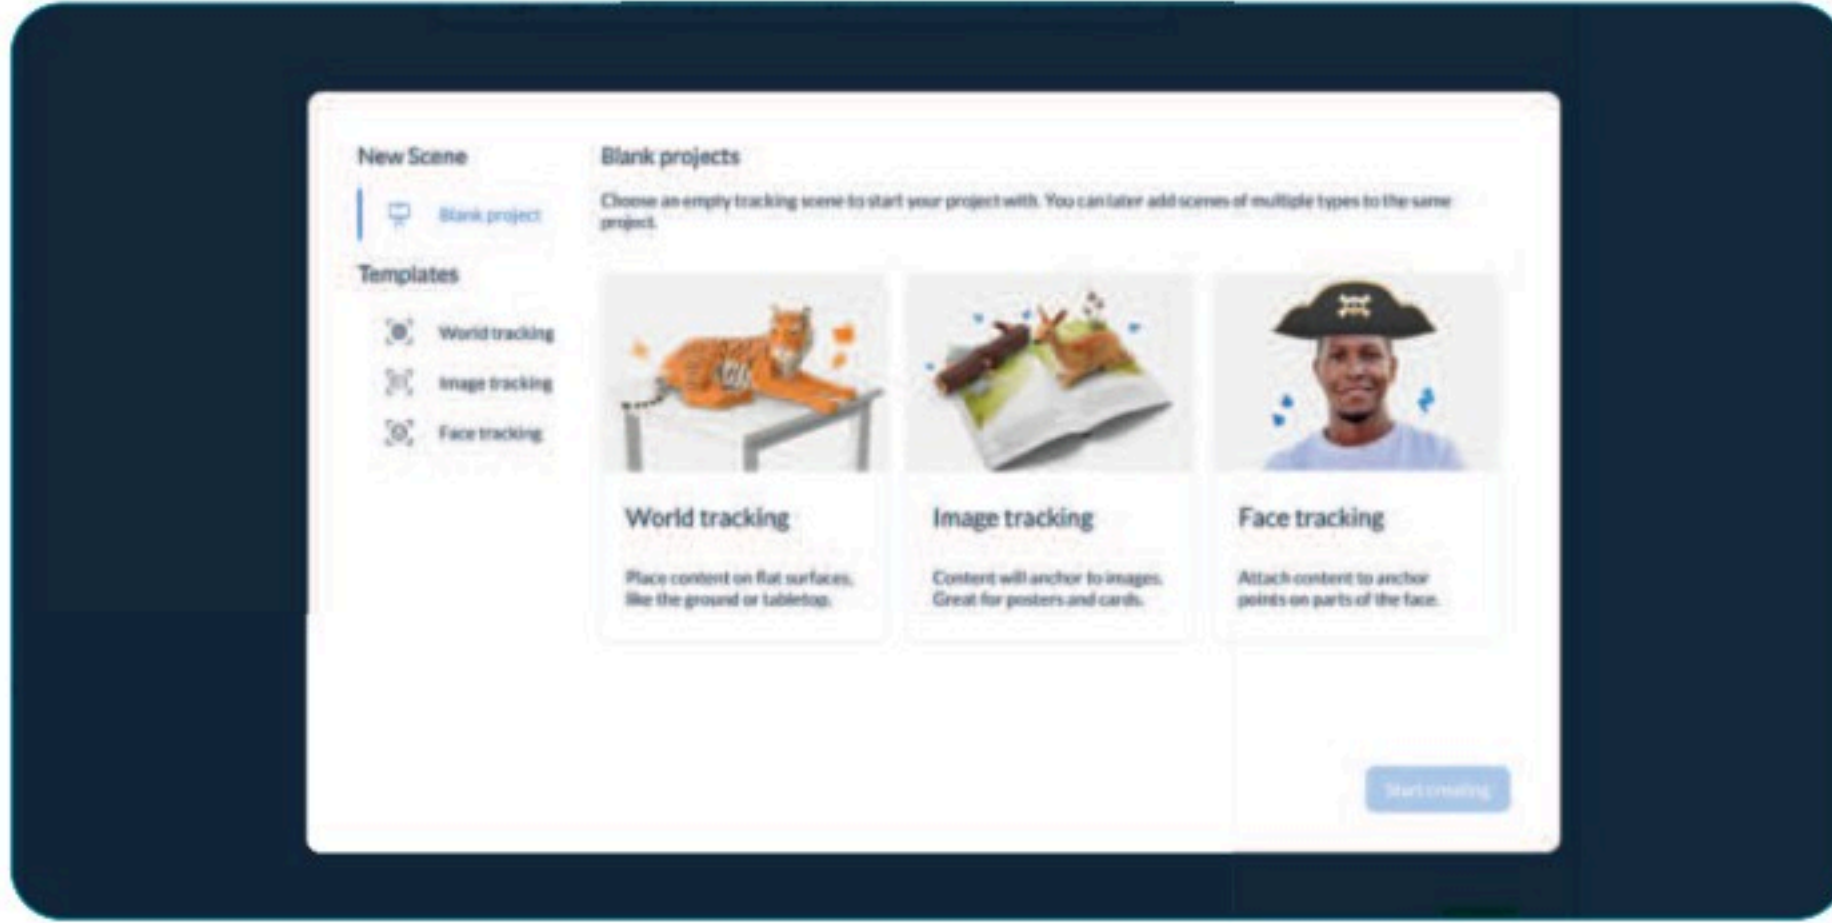 New Scene
Blank project
Templates
World tracking
Image tracking
Face tracking
Blank projects
Choose an empty tracking scene to start your project with. You can later add scenes of multiple types to the same
project.
World tracking
Place content on flat surfaces,
like the ground or tabletop.
Image tracking
Content will anchor to images.
Great for posters and cards.
Face tracking
Attach content to anchor
points on parts of the face.
Start creating